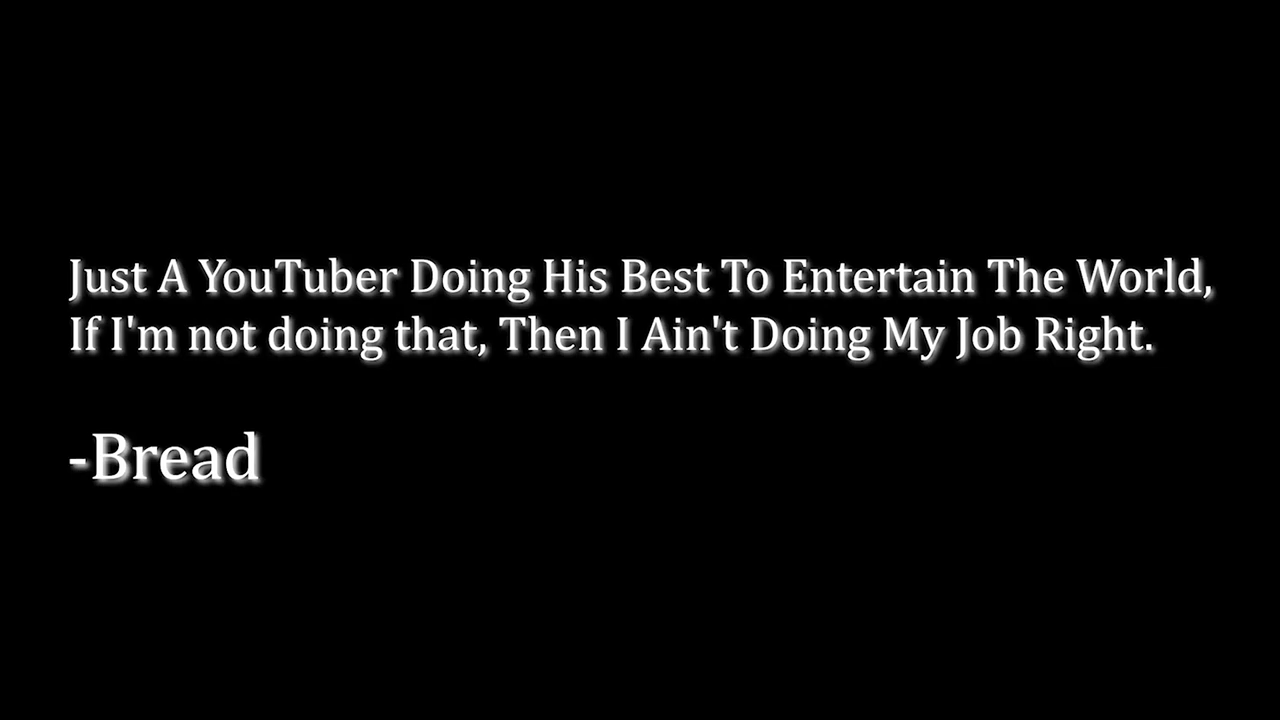 Just A YouTuber Doing His Best To Entertain The World,
If I'm not doing that, Then I Ain't Doing My Job Right.
-Bread